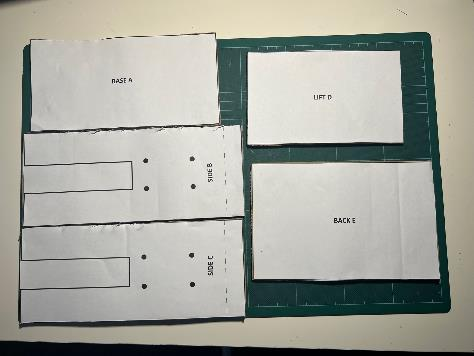 BASE A
LIFT D
SIDE B
BACK E
SIDE C